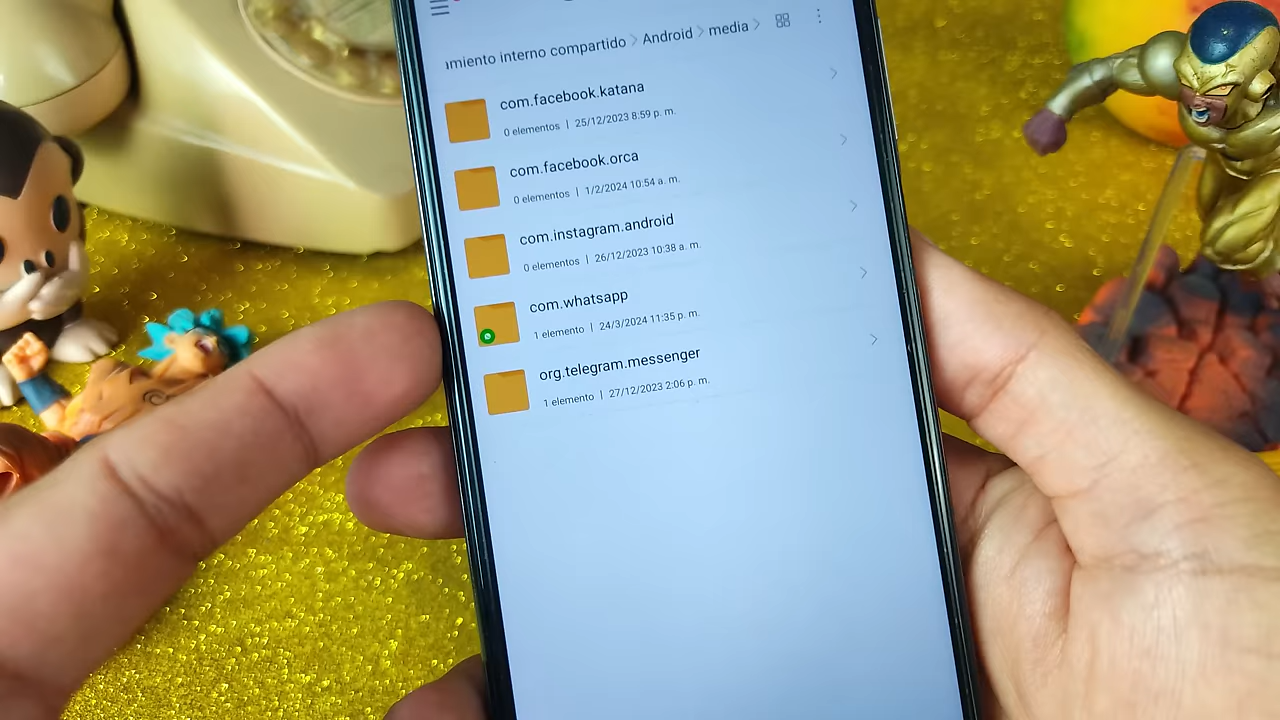 miento interno compartido > Android > media >
com.facebook.katana
0 elementos | 25/12/2023 8:59 p. m.
com.facebook.orca
0 elementos | 1/2/2024 10:54 a. m.
com.instagram.android
0 elementos | 26/12/2023 10:38 a. m.
com.whatsapp
1 elemento | 24/3/2024 11:35 p. m.
org.telegram.messenger
1 elemento | 27/12/2023 2:06 p. m.